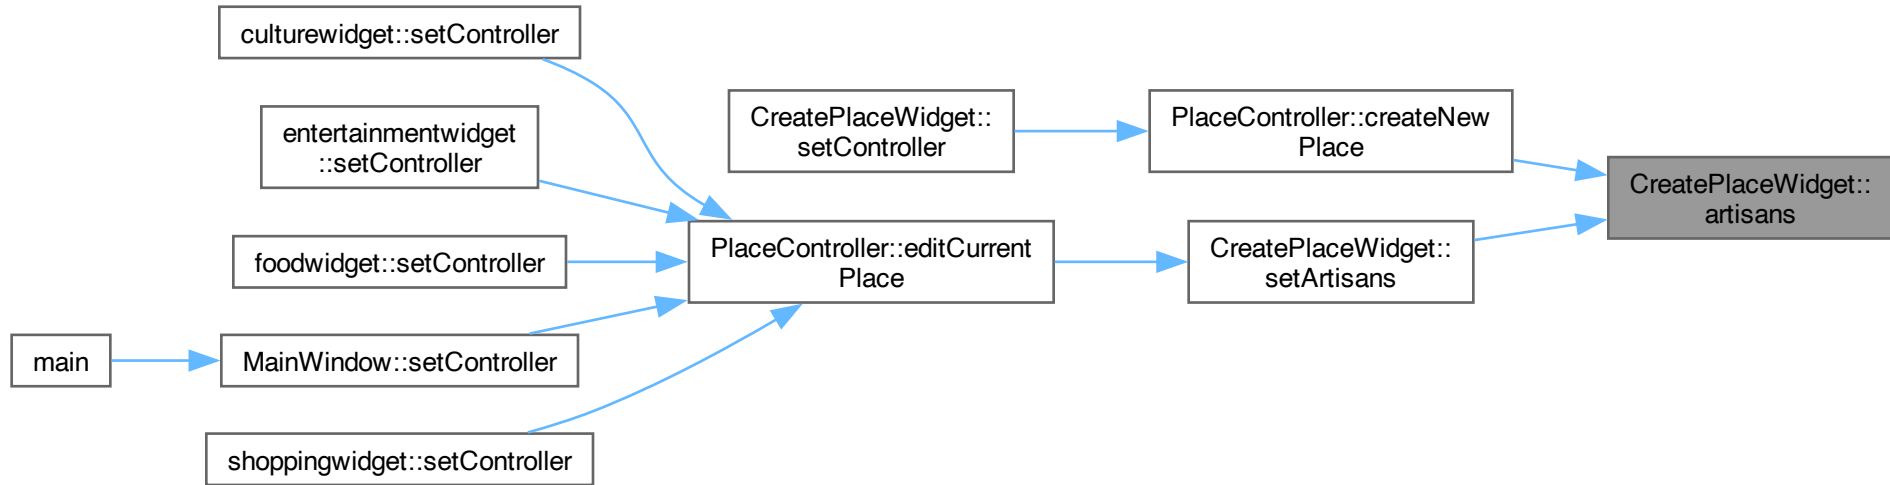 culturewidget::setController
entertainmentwidget
::setController
foodwidget::setController
main
MainWindow::setController
shoppingwidget::setController
CreatePlaceWidget::
setController
PlaceController::editCurrent
Place
PlaceController::createNew
Place
CreatePlaceWidget::
setArtisans
CreatePlaceWidget::
artisans